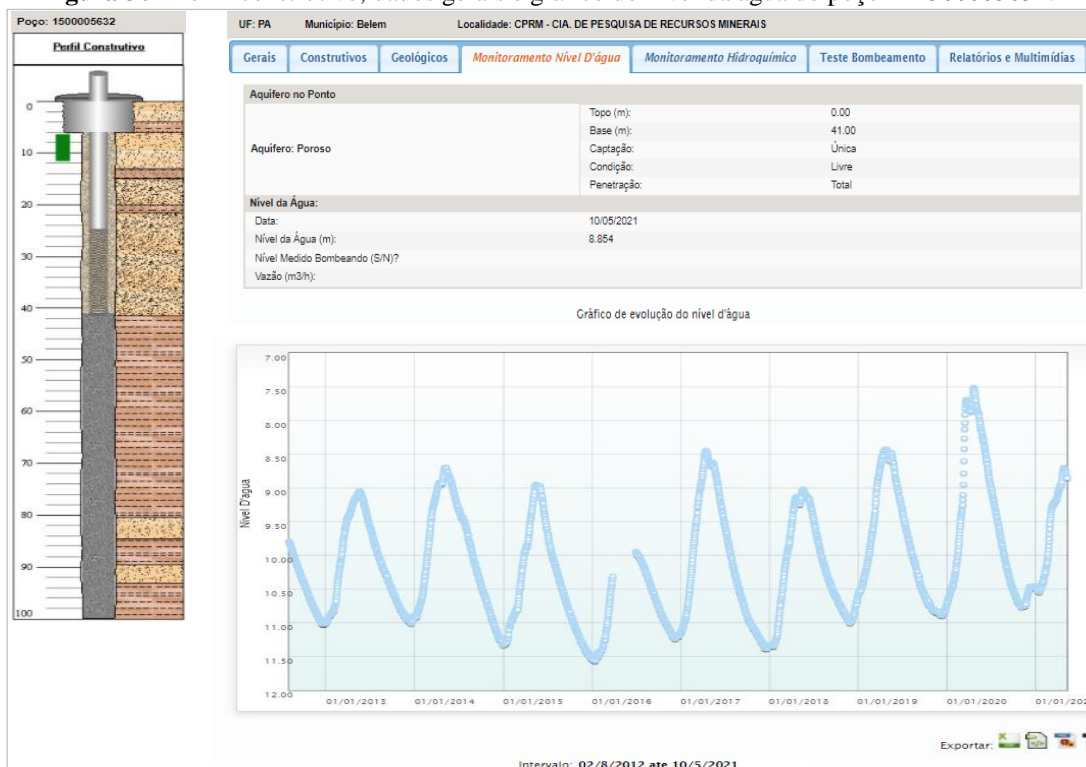 Poço: 1500005632
Perfil Construtivo
0
10
20
30
40
50
60
70
80
90
100
UF: PA Município: Belem Localidade: CPRM - CIA. DE PESQUISA DE RECURSOS MINERAIS
Gerais Construtivos Geológicos Monitoramento Nível D'água Monitoramento Hidroquímico Teste Bombeamento Relatórios e Multimídias
Aquífero no Ponto
Aquífero: Poroso
Topo (m): 0.00
Base (m): 41.00
Captação: Única
Condição: Livre
Penetração: Total
Nível da Água:
Data: 10/05/2021
Nível da Água (m): 8.854
Nível Medido Bombeando (S/N)?
Vazão (m3/h):
Gráfico de evolução do nível d'água
Nível D'água
7.00
7.50
8.00
8.50
9.00
9.50
10.00
10.50
11.00
11.50
12.00
01/01/2013 01/01/2014 01/01/2015 01/01/2016 01/01/2017 01/01/2018 01/01/2019 01/01/2020
Exportar:
Intervalo: 02/8/2012 ate 10/5/2021